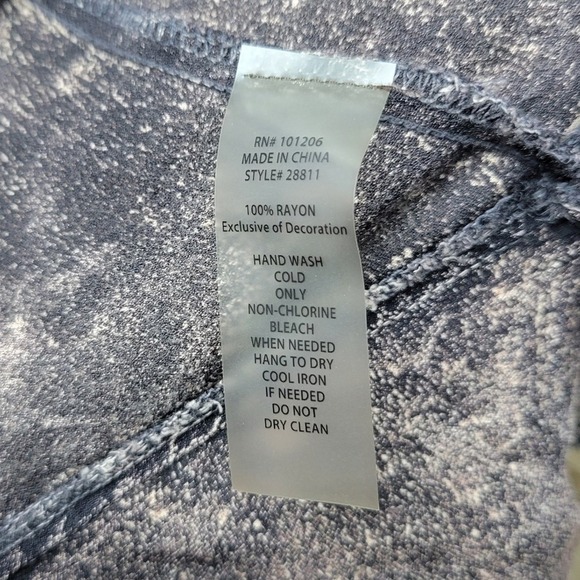 RN# 101206
MADE IN CHINA
STYLE# 28811
100% RAYON
Exclusive of Decoration
HAND WASH
COLD
ONLY
NON-CHLORINE
BLEACH
WHEN NEEDED
HANG TO DRY
COOL IRON
IF NEEDED
DO NOT
DRY CLEAN